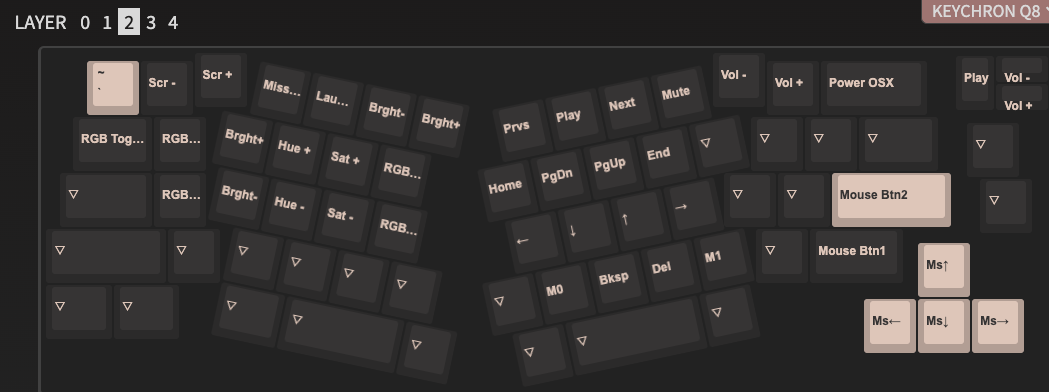 LAYER 0 1 2 3 4
KEYCHRON Q8
~
`
Scr -
Scr +
Miss...
Lau...
Brght-
Brght+
Prvs
Play
Next
Mute
Vol -
Vol +
Power OSX
Play
Vol -
Vol +
RGB Tog...
RGB...
Brght+
Hue +
Sat +
RGB...
Home
PgDn
PgUp
End
▽
▽
▽
▽
▽
▽
RGB...
Brght-
Hue -
Sat -
RGB...
←
↓
↑
→
▽
▽
Mouse Btn2
▽
▽
▽
▽
▽
▽
▽
▽
M0
Bksp
Del
M1
▽
Mouse Btn1
Ms↑
▽
▽
▽
▽
▽
▽
▽
▽
Ms←
Ms↓
Ms→